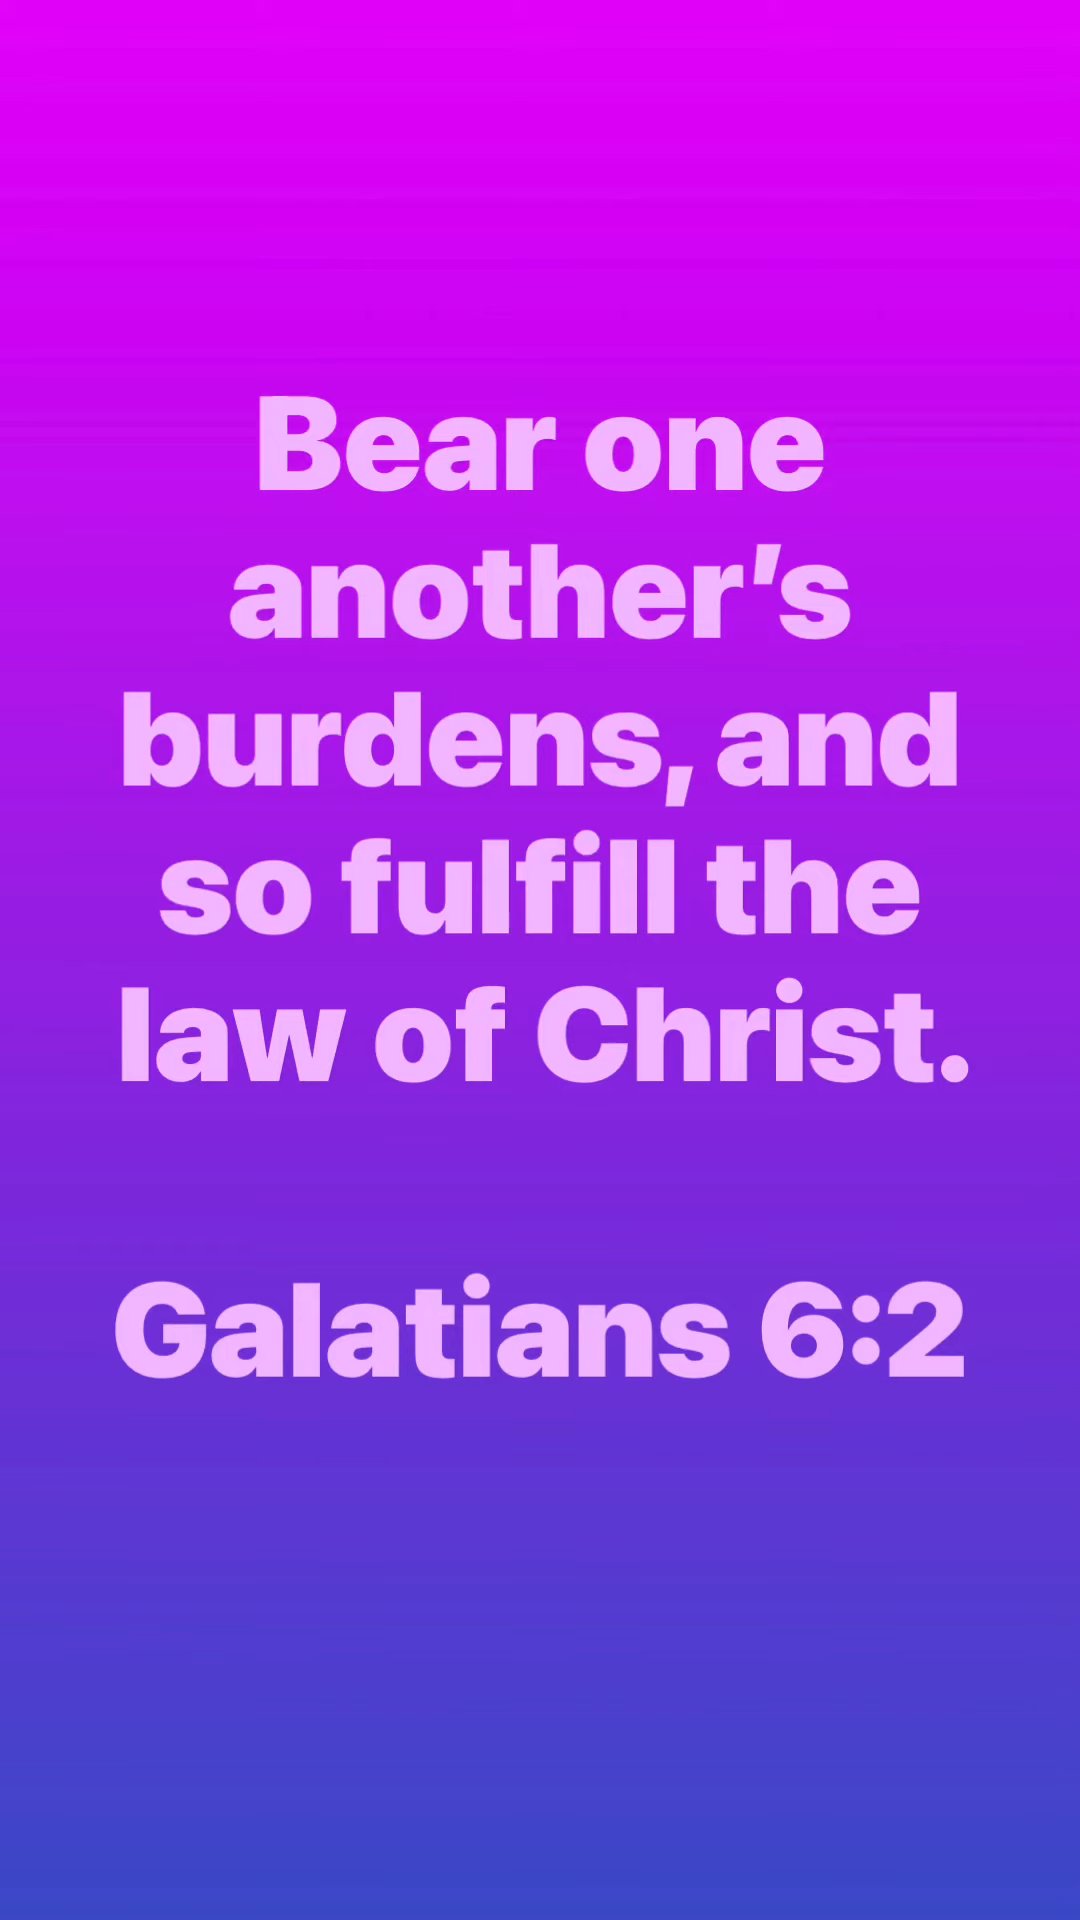 Bear one
another’s
burdens, and
so fulfill the
law of Christ.
Galatians 6:2